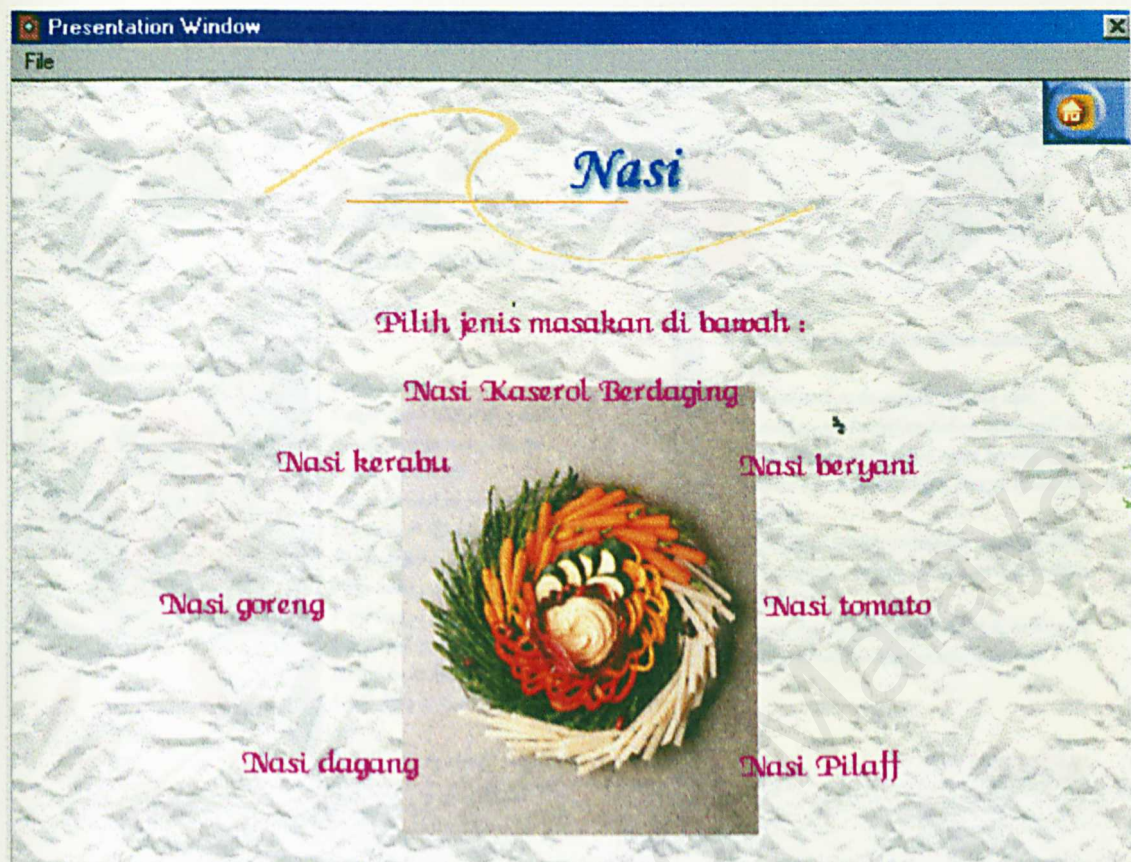 Presentation Window
File
Nasi
Pilih jenis masakan di bawah :
Nasi Kaserol Berdaging
Nasi kerabu
Nasi beryani
Nasi goreng
Nasi tomato
Nasi dagang
Nasi Pilaff
Malaya